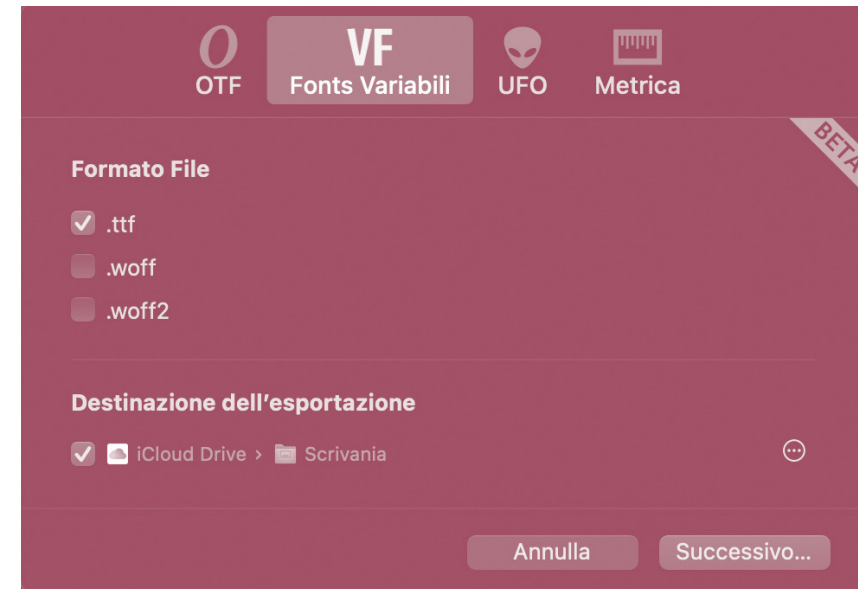 VF
OTF
Fonts Variabili
UFO
Metrica
BETA
Formato File
.ttf
.woff
.woff2
Destinazione dell'esportazione
iCloud Drive › Scrivania
Annulla
Successivo...